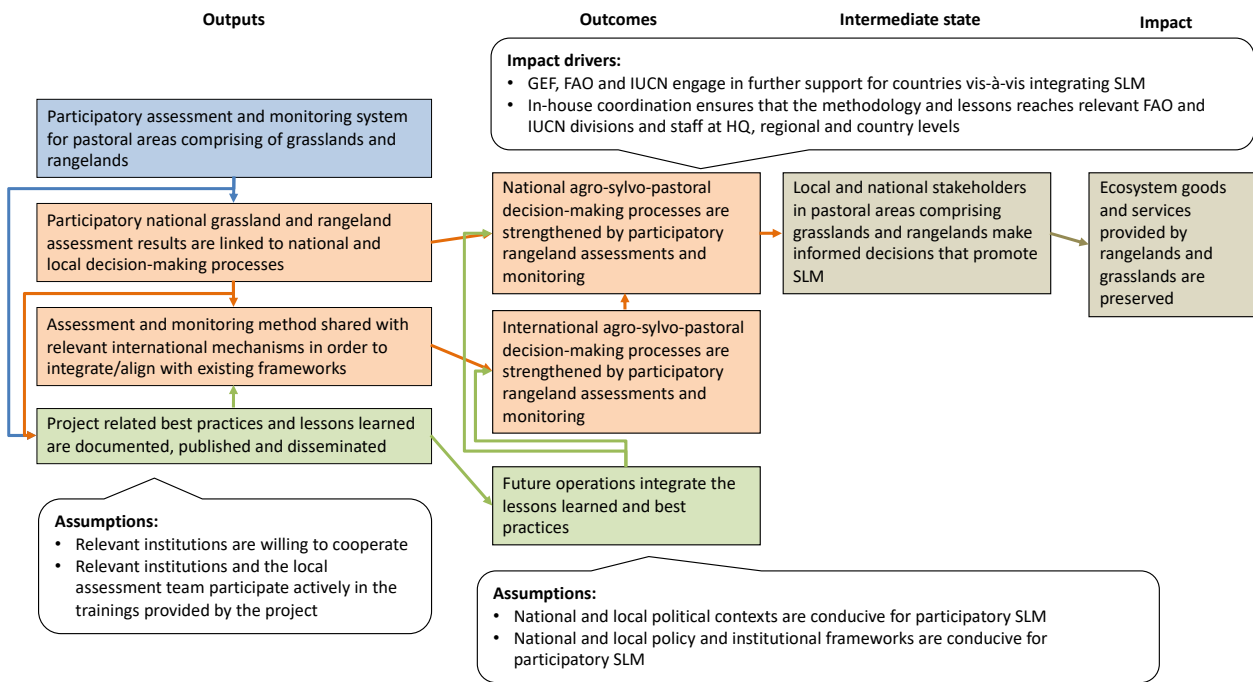 Outputs
Outcomes
Intermediate state
Impact
Impact drivers:
• GEF, FAO and IUCN engage in further support for countries vis-à-vis integrating SLM
• In-house coordination ensures that the methodology and lessons reaches relevant FAO and
IUCN divisions and staff at HQ, regional and country levels
Participatory assessment and monitoring system
for pastoral areas comprising of grasslands and
rangelands
Participatory national grassland and rangeland
assessment results are linked to national and
local decision-making processes
Assessment and monitoring method shared with
relevant international mechanisms in order to
integrate/align with existing frameworks
Project related best practices and lessons learned
are documented, published and disseminated
Assumptions:
• Relevant institutions are willing to cooperate
• Relevant institutions and the local
assessment team participate actively in the
trainings provided by the project
National agro-sylvo-pastoral
decision-making processes are
strengthened by participatory
rangeland assessments and
monitoring
International agro-sylvo-pastoral
decision-making processes are
strengthened by participatory
rangeland assessments and
monitoring
Future operations integrate the
lessons learned and best
practices
Assumptions:
• National and local political contexts are conducive for participatory SLM
• National and local policy and institutional frameworks are conducive for
participatory SLM
Local and national stakeholders
in pastoral areas comprising
grasslands and rangelands make
informed decisions that promote
SLM
Ecosystem goods
and services
provided by
rangelands and
grasslands are
preserved